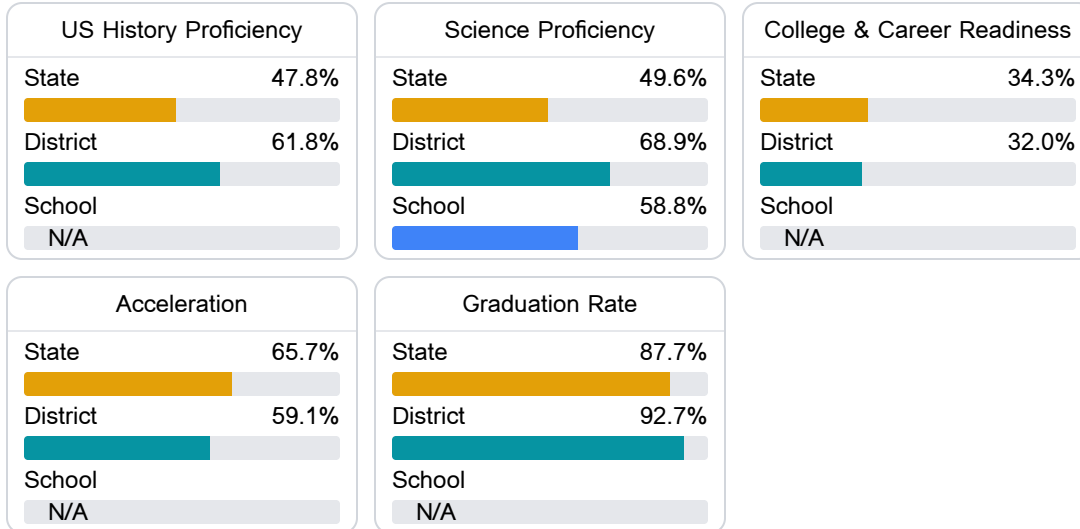 US History Proficiency
State 47.8%
District 61.8%
School
N/A
Science Proficiency
State 49.6%
District 68.9%
School 58.8%
College & Career Readiness
State 34.3%
District 32.0%
School
N/A
Acceleration
State 65.7%
District 59.1%
School
N/A
Graduation Rate
State 87.7%
District 92.7%
School
N/A